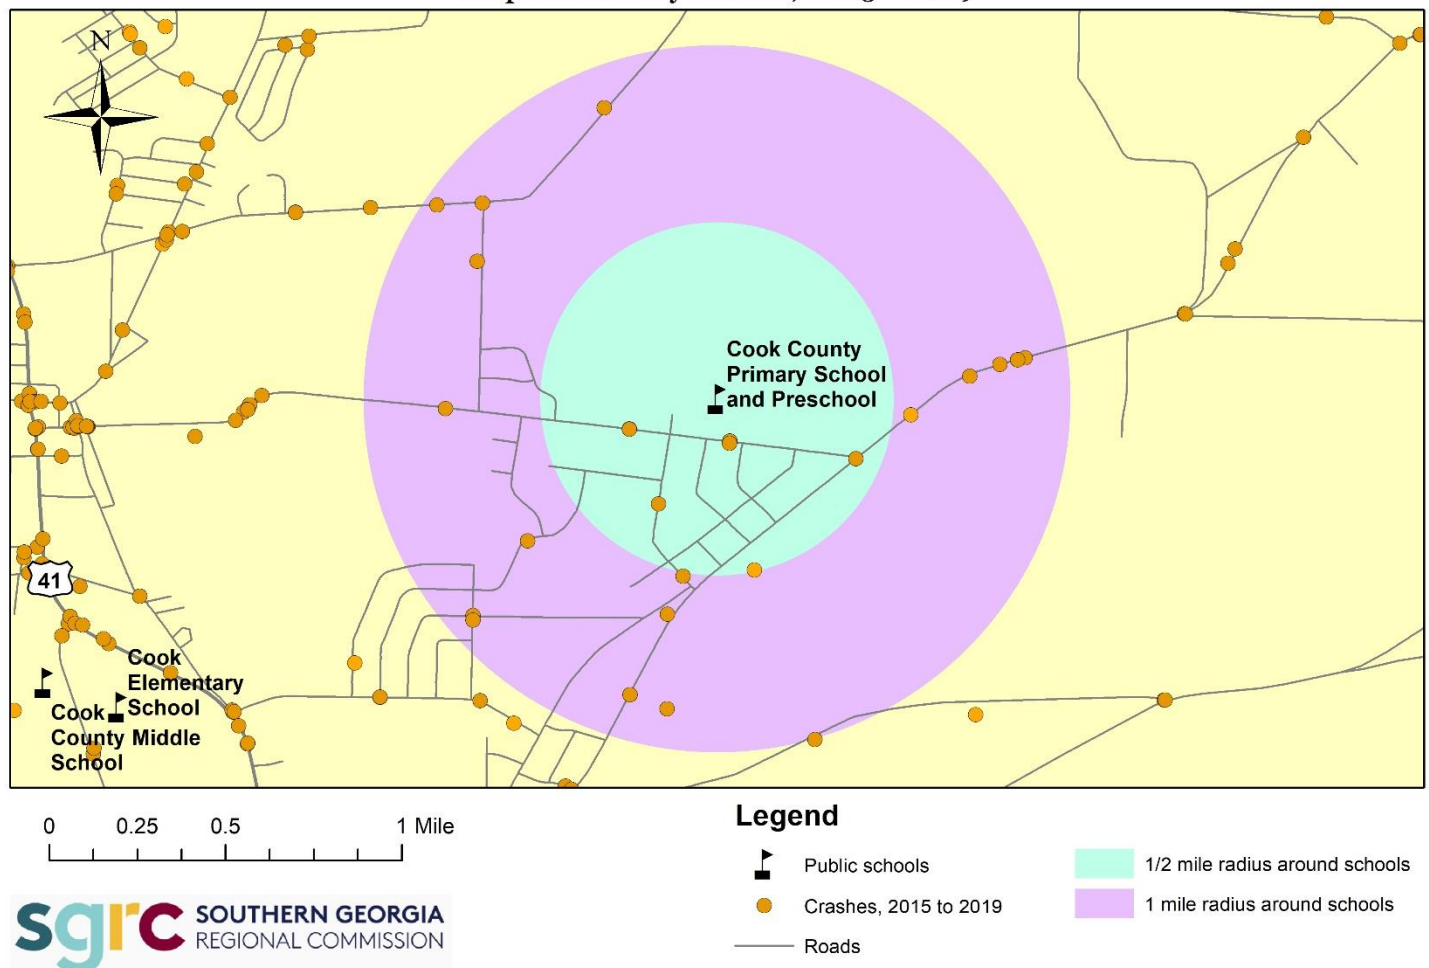 N
Cook County
Primary School
and Preschool
41
Cook
Elementary
School
Cook
County Middle
School
0 0.25 0.5 1 Mile
Legend
Public schools
Crashes, 2015 to 2019
Roads
1/2 mile radius around schools
1 mile radius around schools
sgrc
SOUTHERN GEORGIA
REGIONAL COMMISSION